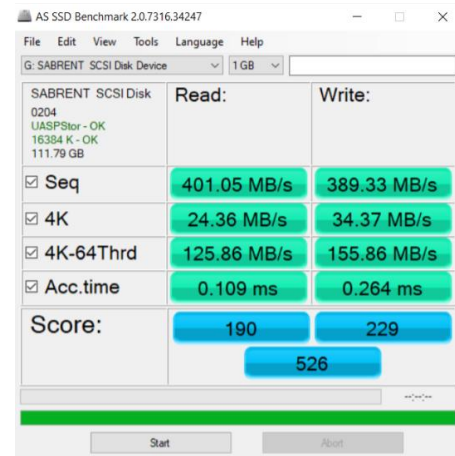 AS SSD Benchmark 2.0.7316.34247
File Edit View Tools Language Help
G: SABRENT SCSI Disk Device 1 GB
SABRENT SCSI Disk
0204
UASPStor - OK
16384 K - OK
111.79 GB
Read: Write:
Seq 401.05 MB/s 389.33 MB/s
4K 24.36 MB/s 34.37 MB/s
4K-64Thrd 125.86 MB/s 155.86 MB/s
Acc.time 0.109 ms 0.264 ms
Score: 190 229
526
--:--:--
Start Abort